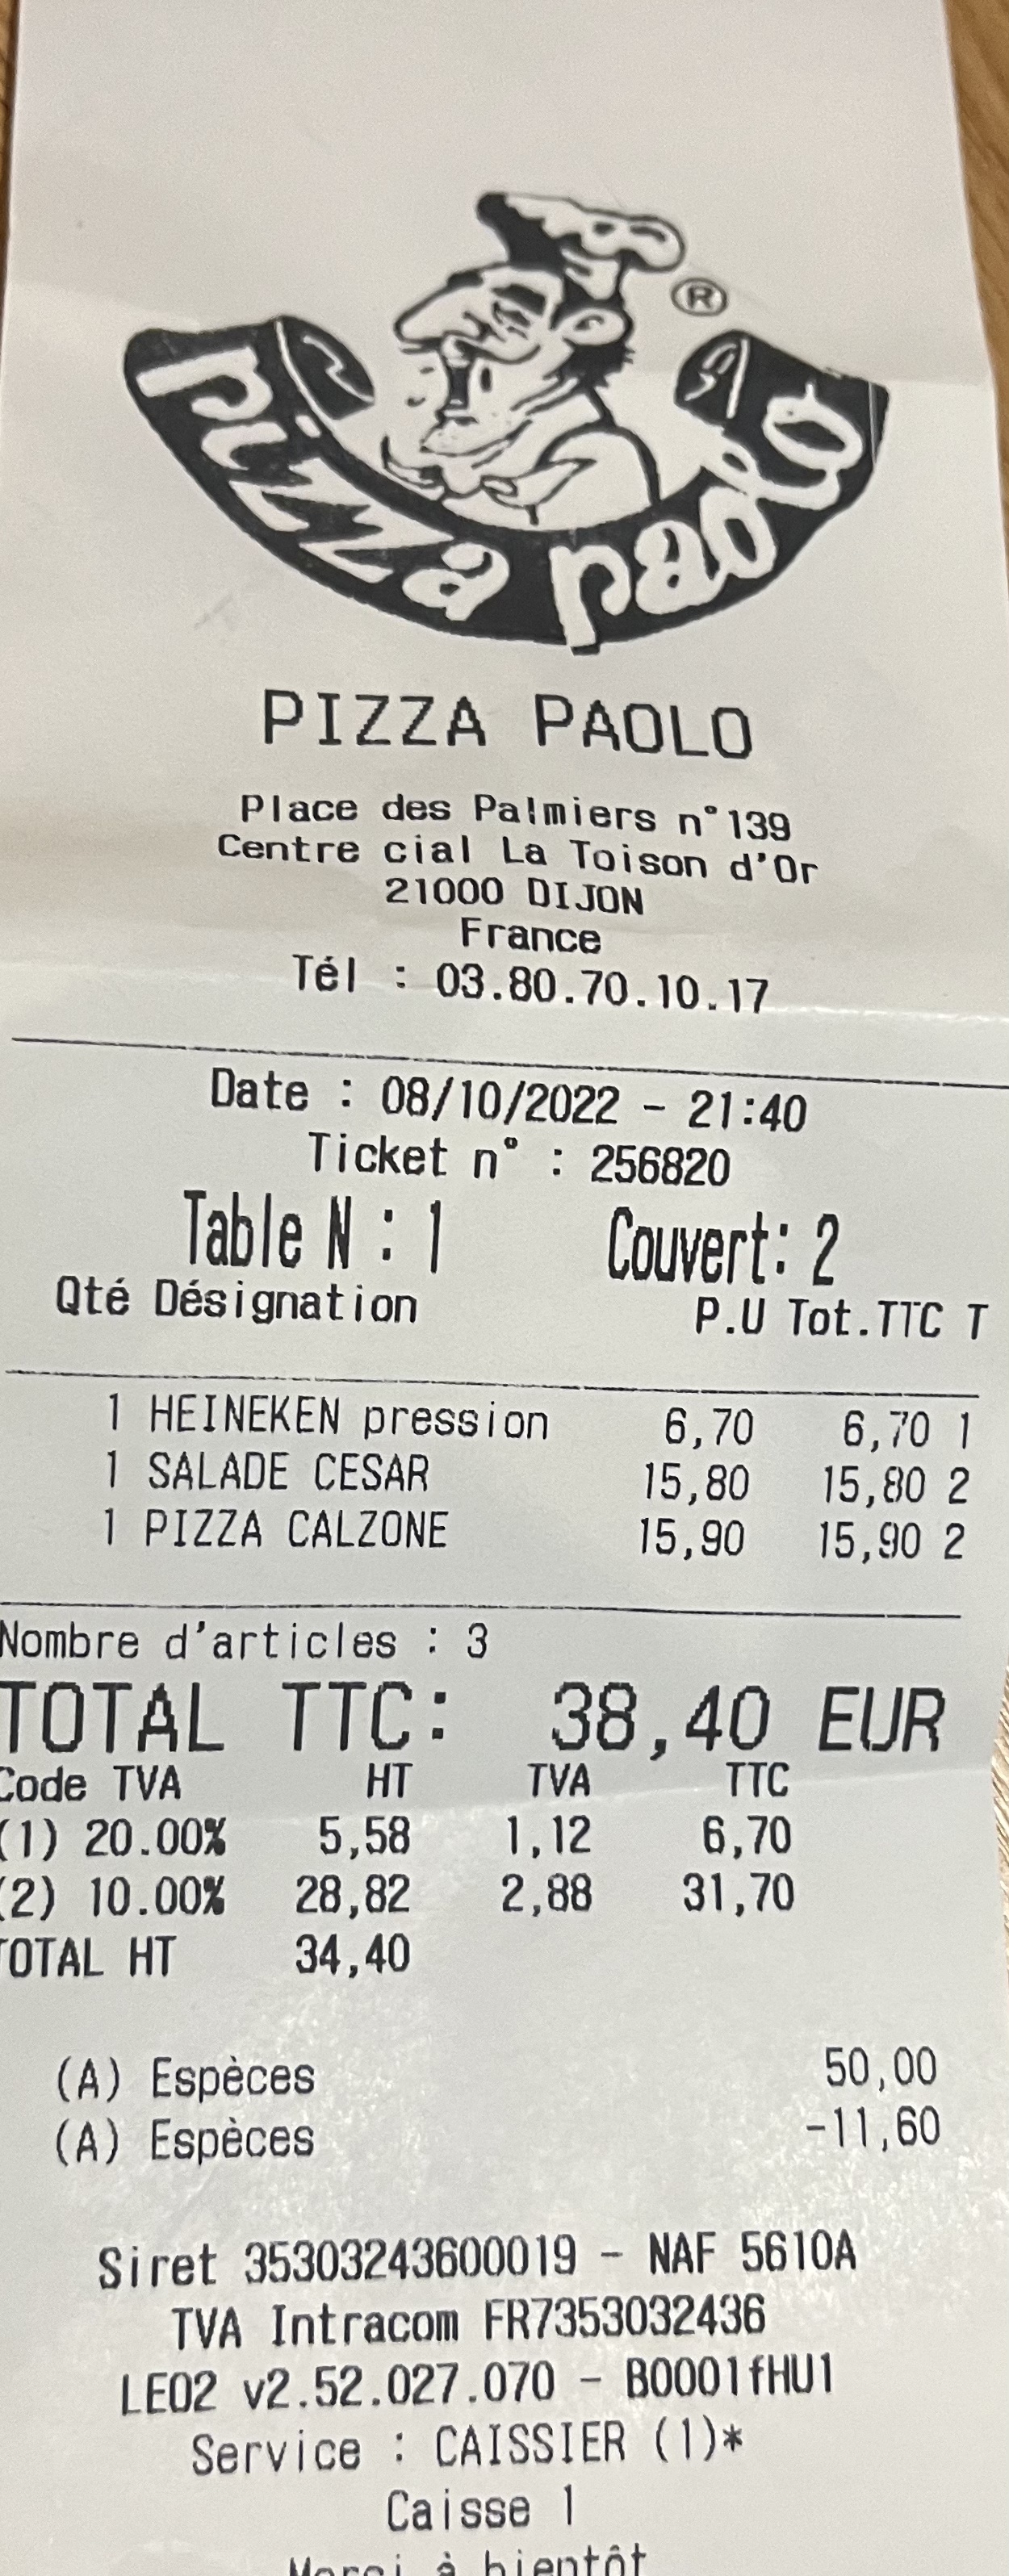 pizza paolo
®
PIZZA PAOLO
Place des Palmiers n°139
Centre cial La Toison d'Or
21000 DIJON
France
Tél : 03.80.70.10.17
Date : 08/10/2022 - 21:40
Ticket n° : 256820
Table N : 1 Couvert: 2
Qté Désignation P.U Tot.TTC T
1 HEINEKEN pression 6,70 6,70 1
1 SALADE CESAR 15,80 15,80 2
1 PIZZA CALZONE 15,90 15,90 2
Nombre d'articles : 3
TOTAL TTC: 38,40 EUR
Code TVA HT TVA TTC
(1) 20.00% 5,58 1,12 6,70
(2) 10.00% 28,82 2,88 31,70
TOTAL HT 34,40
(A) Espèces 50,00
(A) Espèces -11,60
Siret 35303243600019 - NAF 5610A
TVA Intracom FR7353032436
LEO2 v2.52.027.070 - B0001fHU1
Service : CAISSIER (1)*
Caisse 1
Merci à bientôt